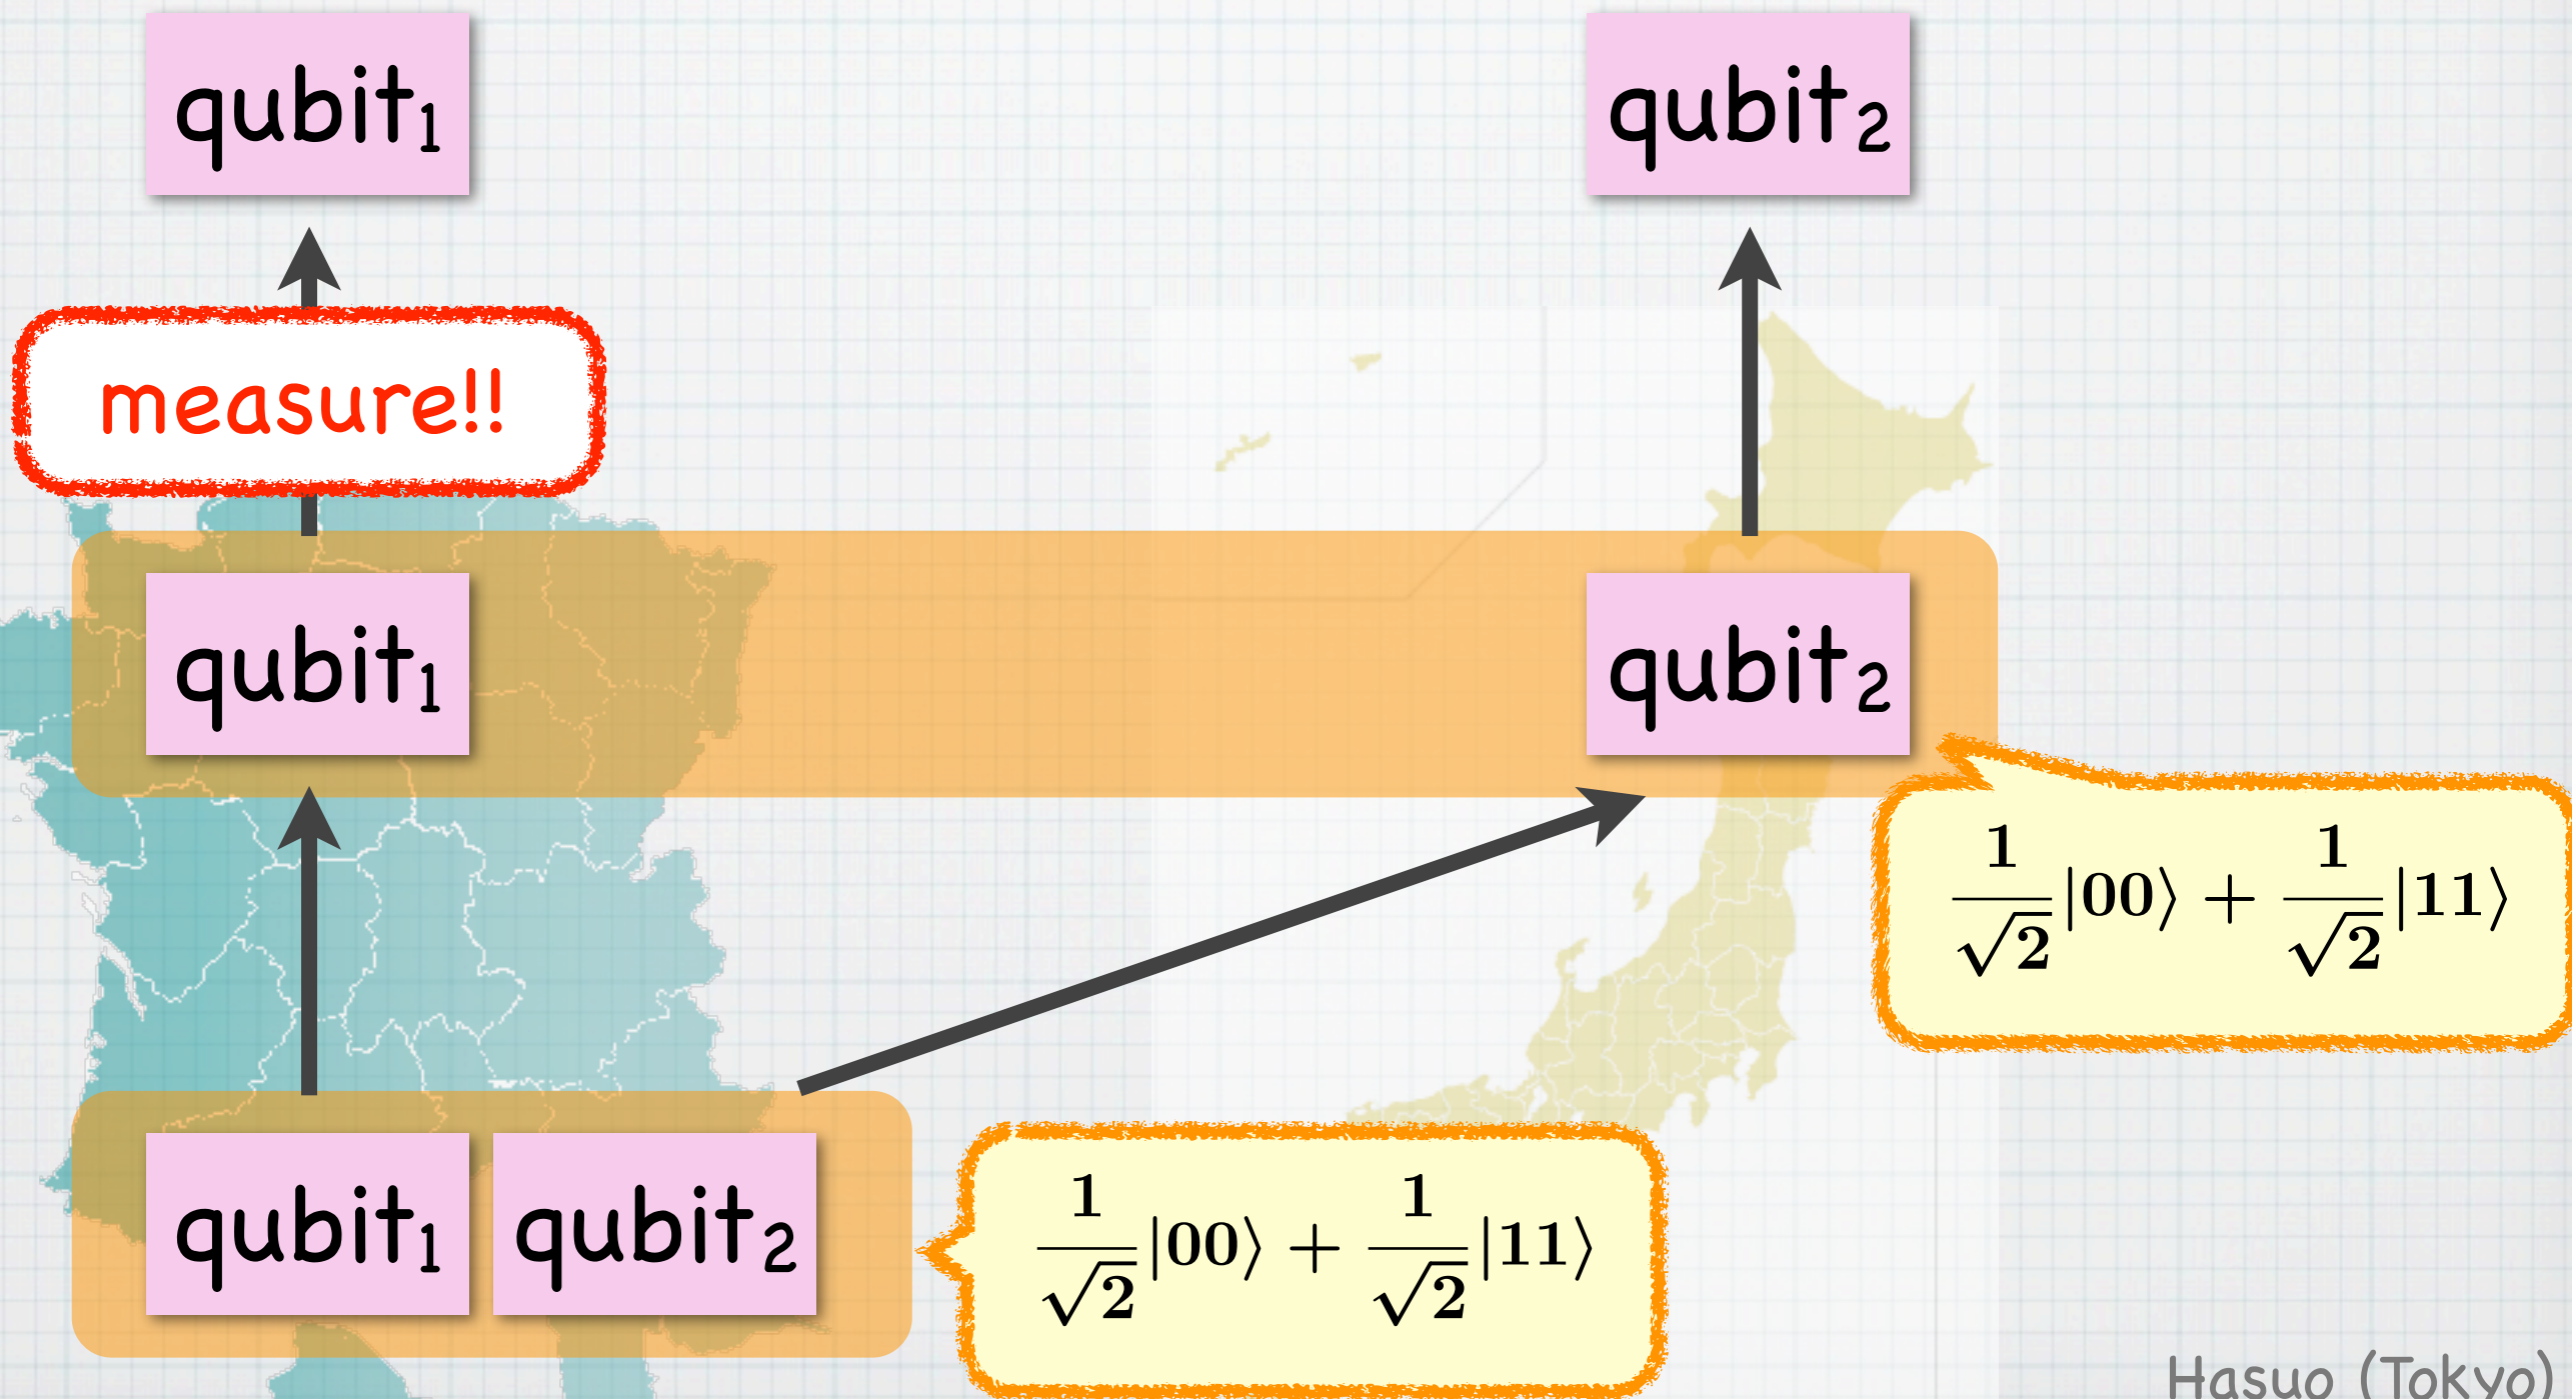 qubit₁ qubit₂
measure!!
qubit₁ qubit₂
1/√2|00⟩ + 1/√2|11⟩
qubit₁ qubit₂
1/√2|00⟩ + 1/√2|11⟩
Hasuo (Tokyo)